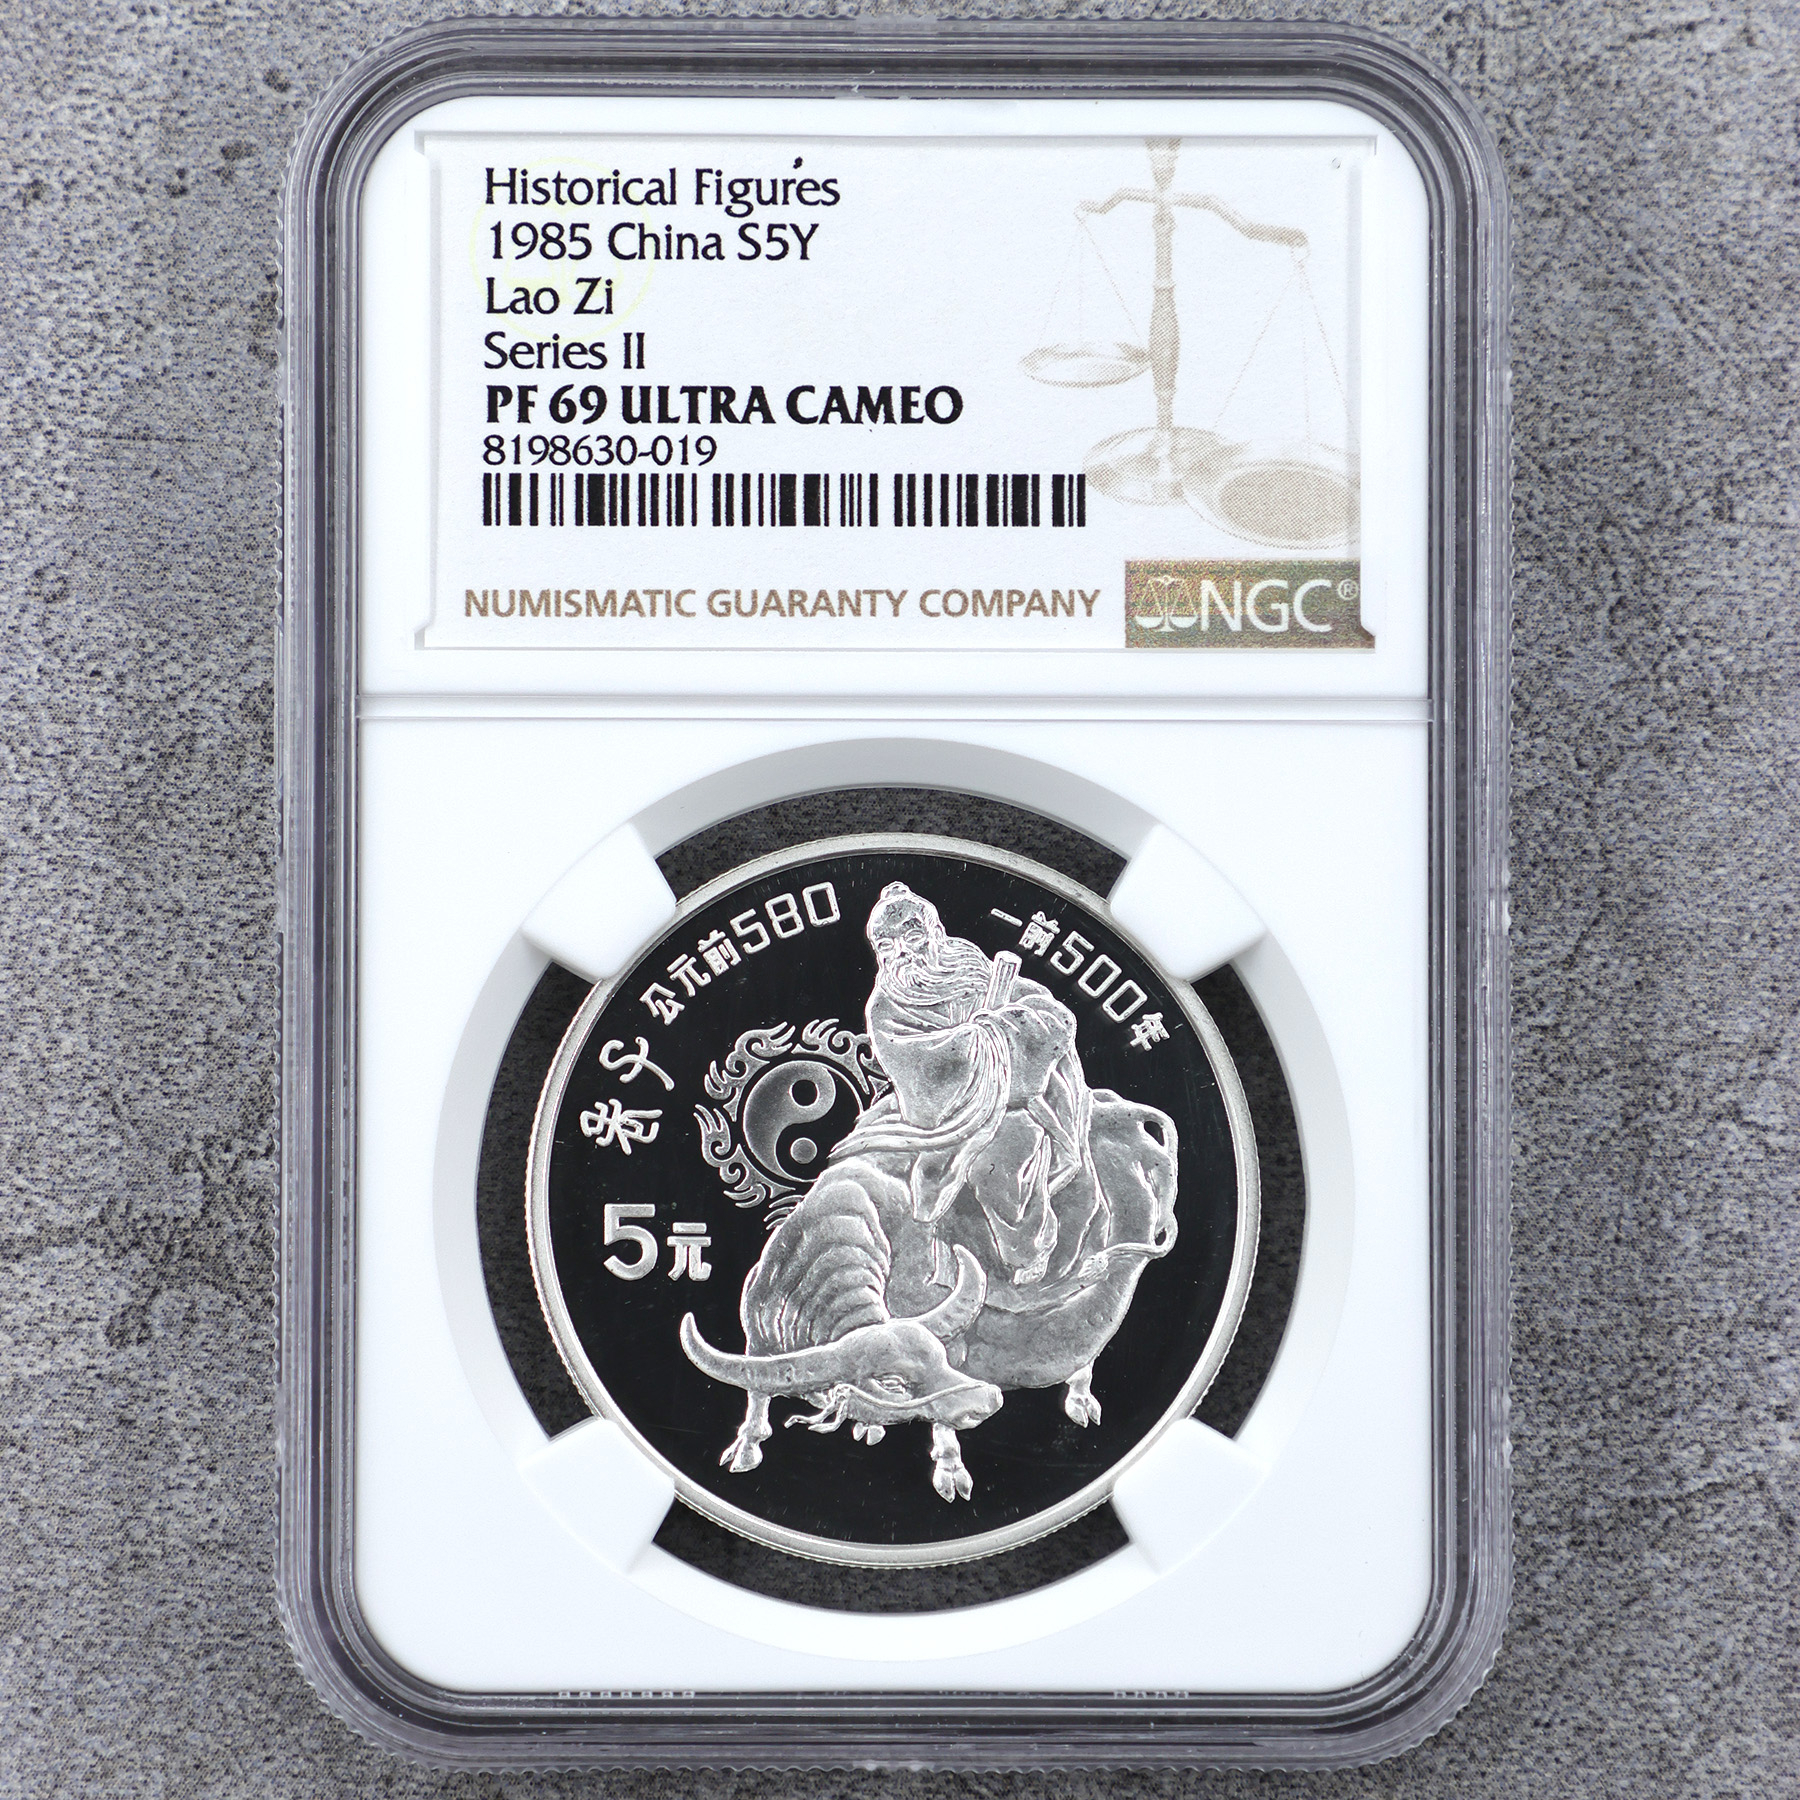 Historical Figures
1985 China S5Y
Lao Zi
Series II
PF 69 ULTRA CAMEO
8198630-019
NUMISMATIC GUARANTY COMPANY
NGC®
公元前580
一前500年
老子
5元